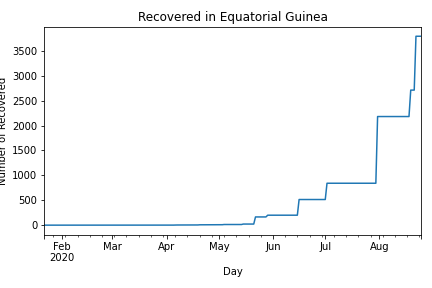 Recovered in Equatorial Guinea
3500
3000
2500
2000
1500
1000
500
0
Number of Recovered
Feb Mar Apr May Jun Jul Aug
2020
Day